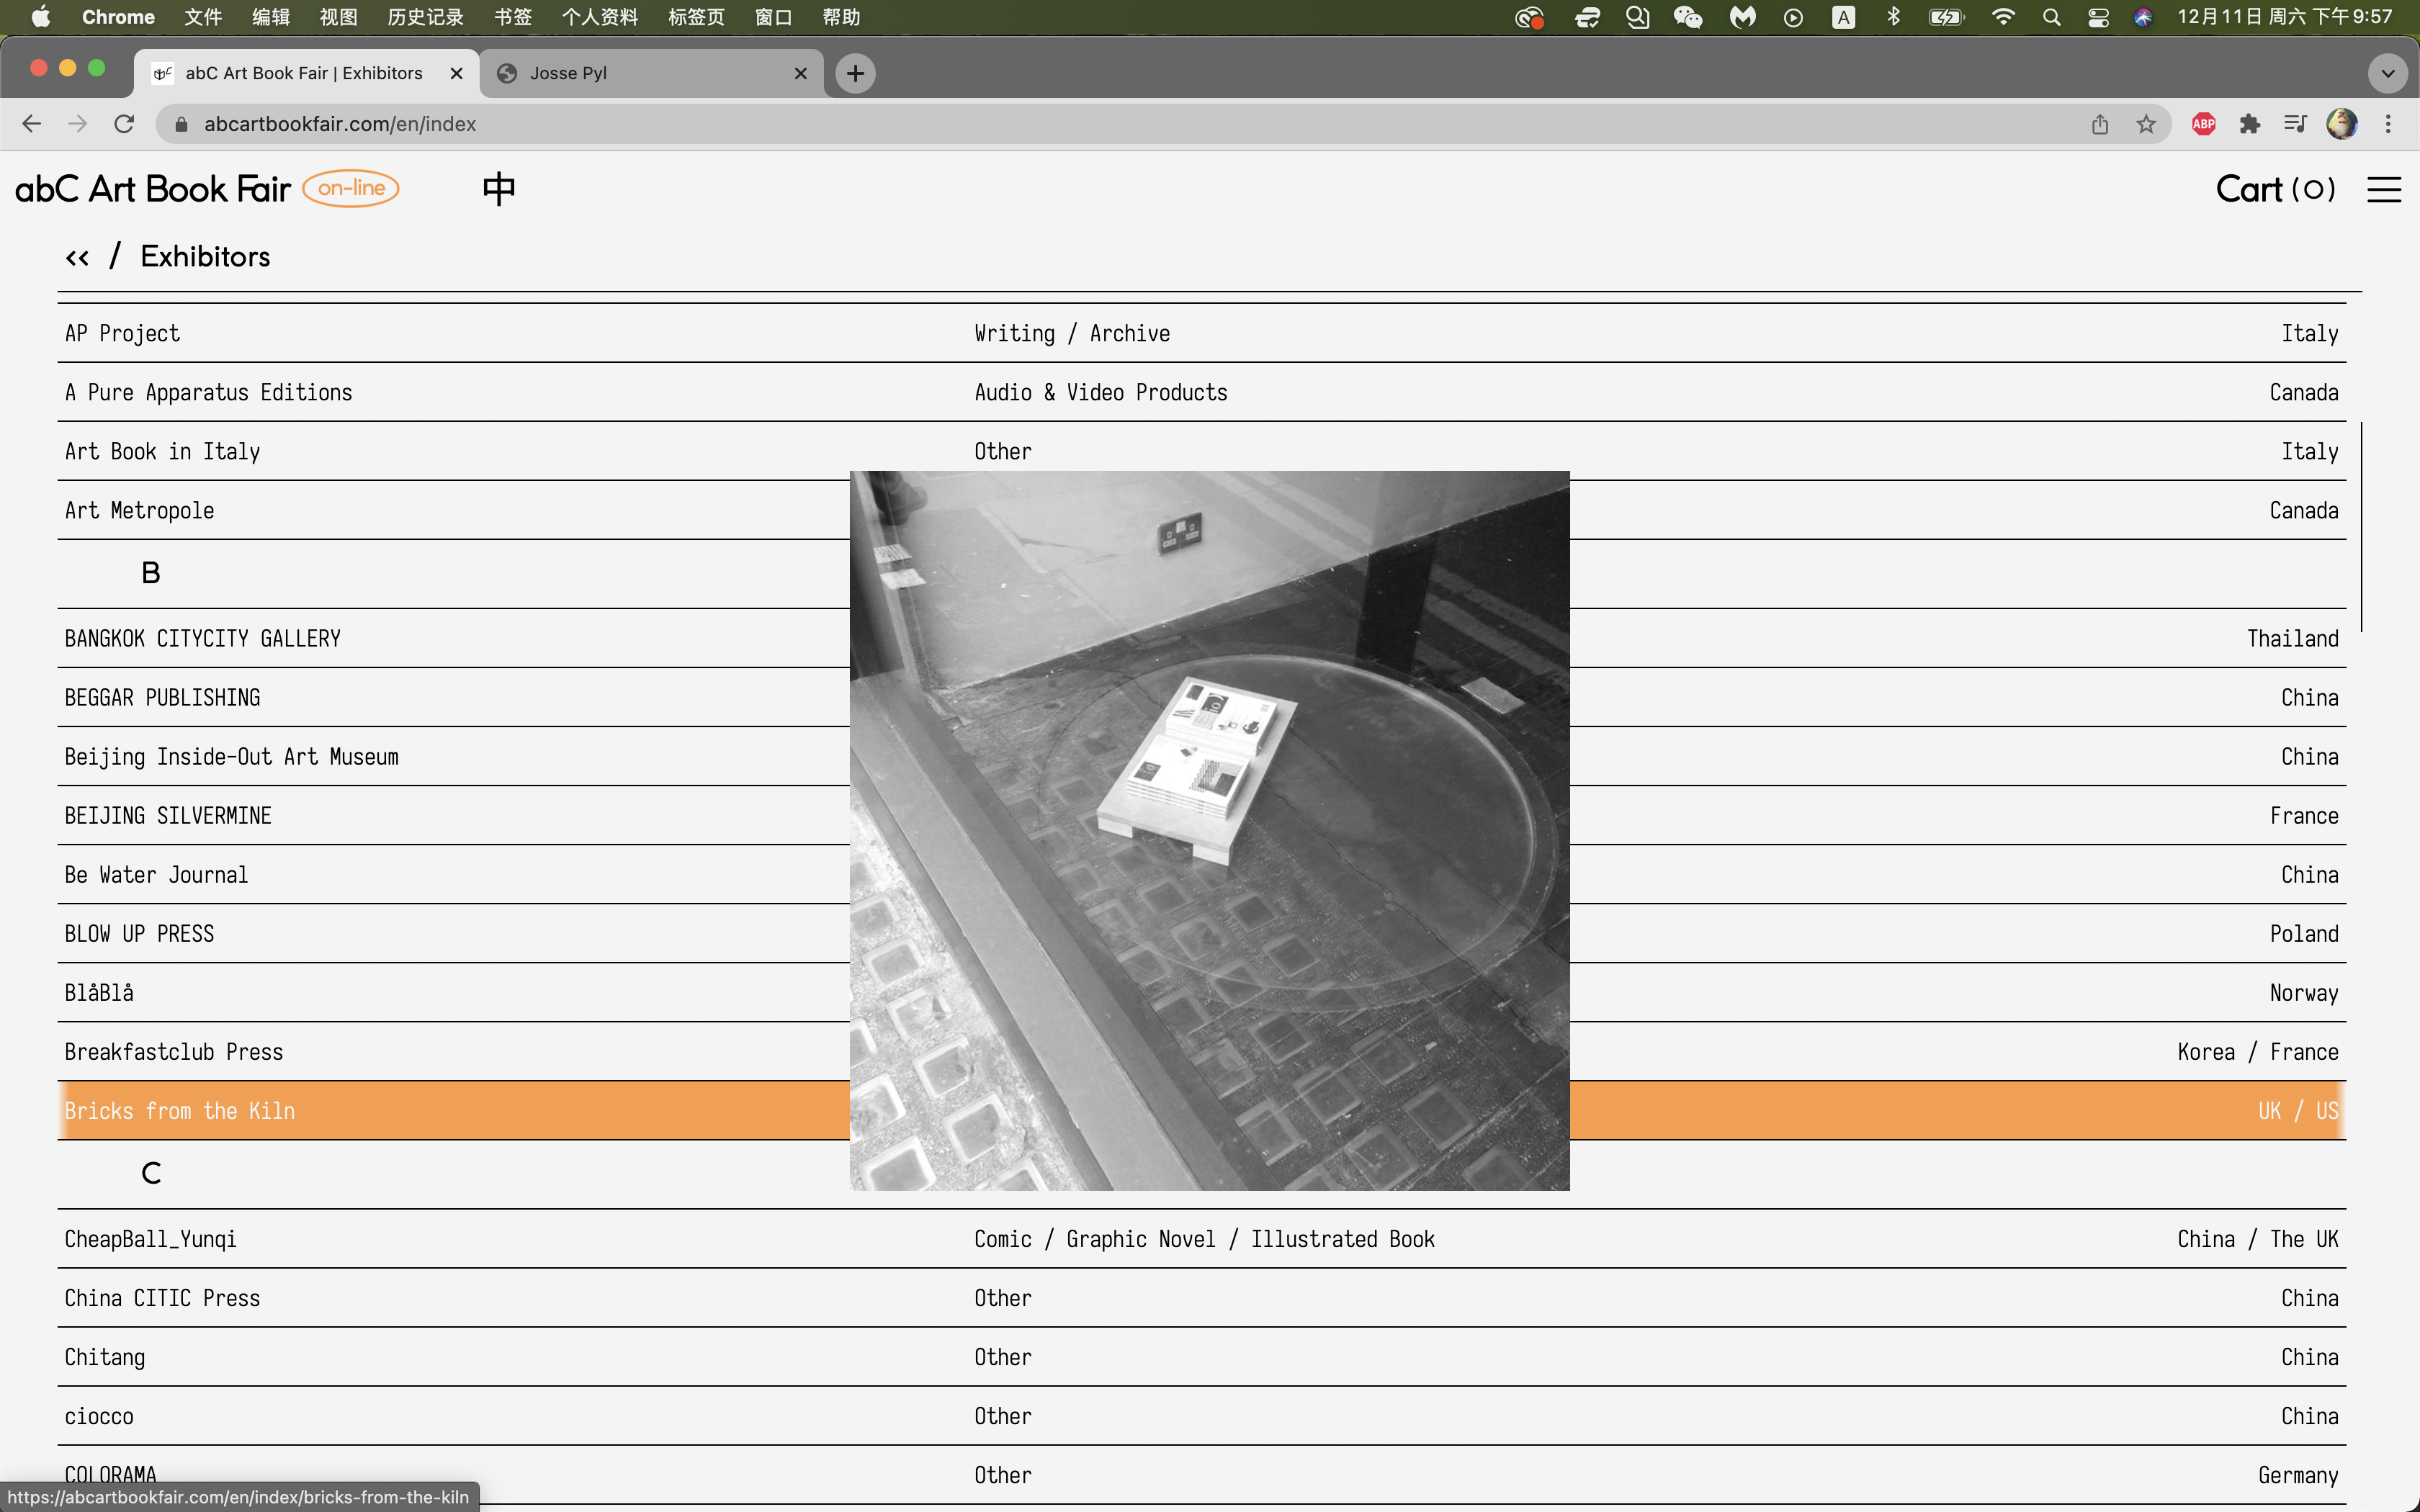 Chrome 文件 编辑 视图 历史记录 书签 个人资料 标签页 窗口 帮助 A 12月11日 周六 下午9:57
abC Art Book Fair | Exhibitors Josse Pyl
abcartbookfair.com/en/index ABP
abC Art Book Fair on-line 中 Cart (0)
<< / Exhibitors
AP Project Writing / Archive Italy
A Pure Apparatus Editions Audio & Video Products Canada
Art Book in Italy Other Italy
Art Metropole Canada
B
BANGKOK CITYCITY GALLERY Thailand
BEGGAR PUBLISHING China
Beijing Inside-Out Art Museum China
BEIJING SILVERMINE France
Be Water Journal China
BLOW UP PRESS Poland
BlåBlå Norway
Breakfastclub Press Korea / France
Bricks from the Kiln UK / US
C
CheapBall_Yunqi Comic / Graphic Novel / Illustrated Book China / The UK
China CITIC Press Other China
Chitang Other China
ciocco Other China
COLORAMA Other Germany
https://abcartbookfair.com/en/index/bricks-from-the-kiln